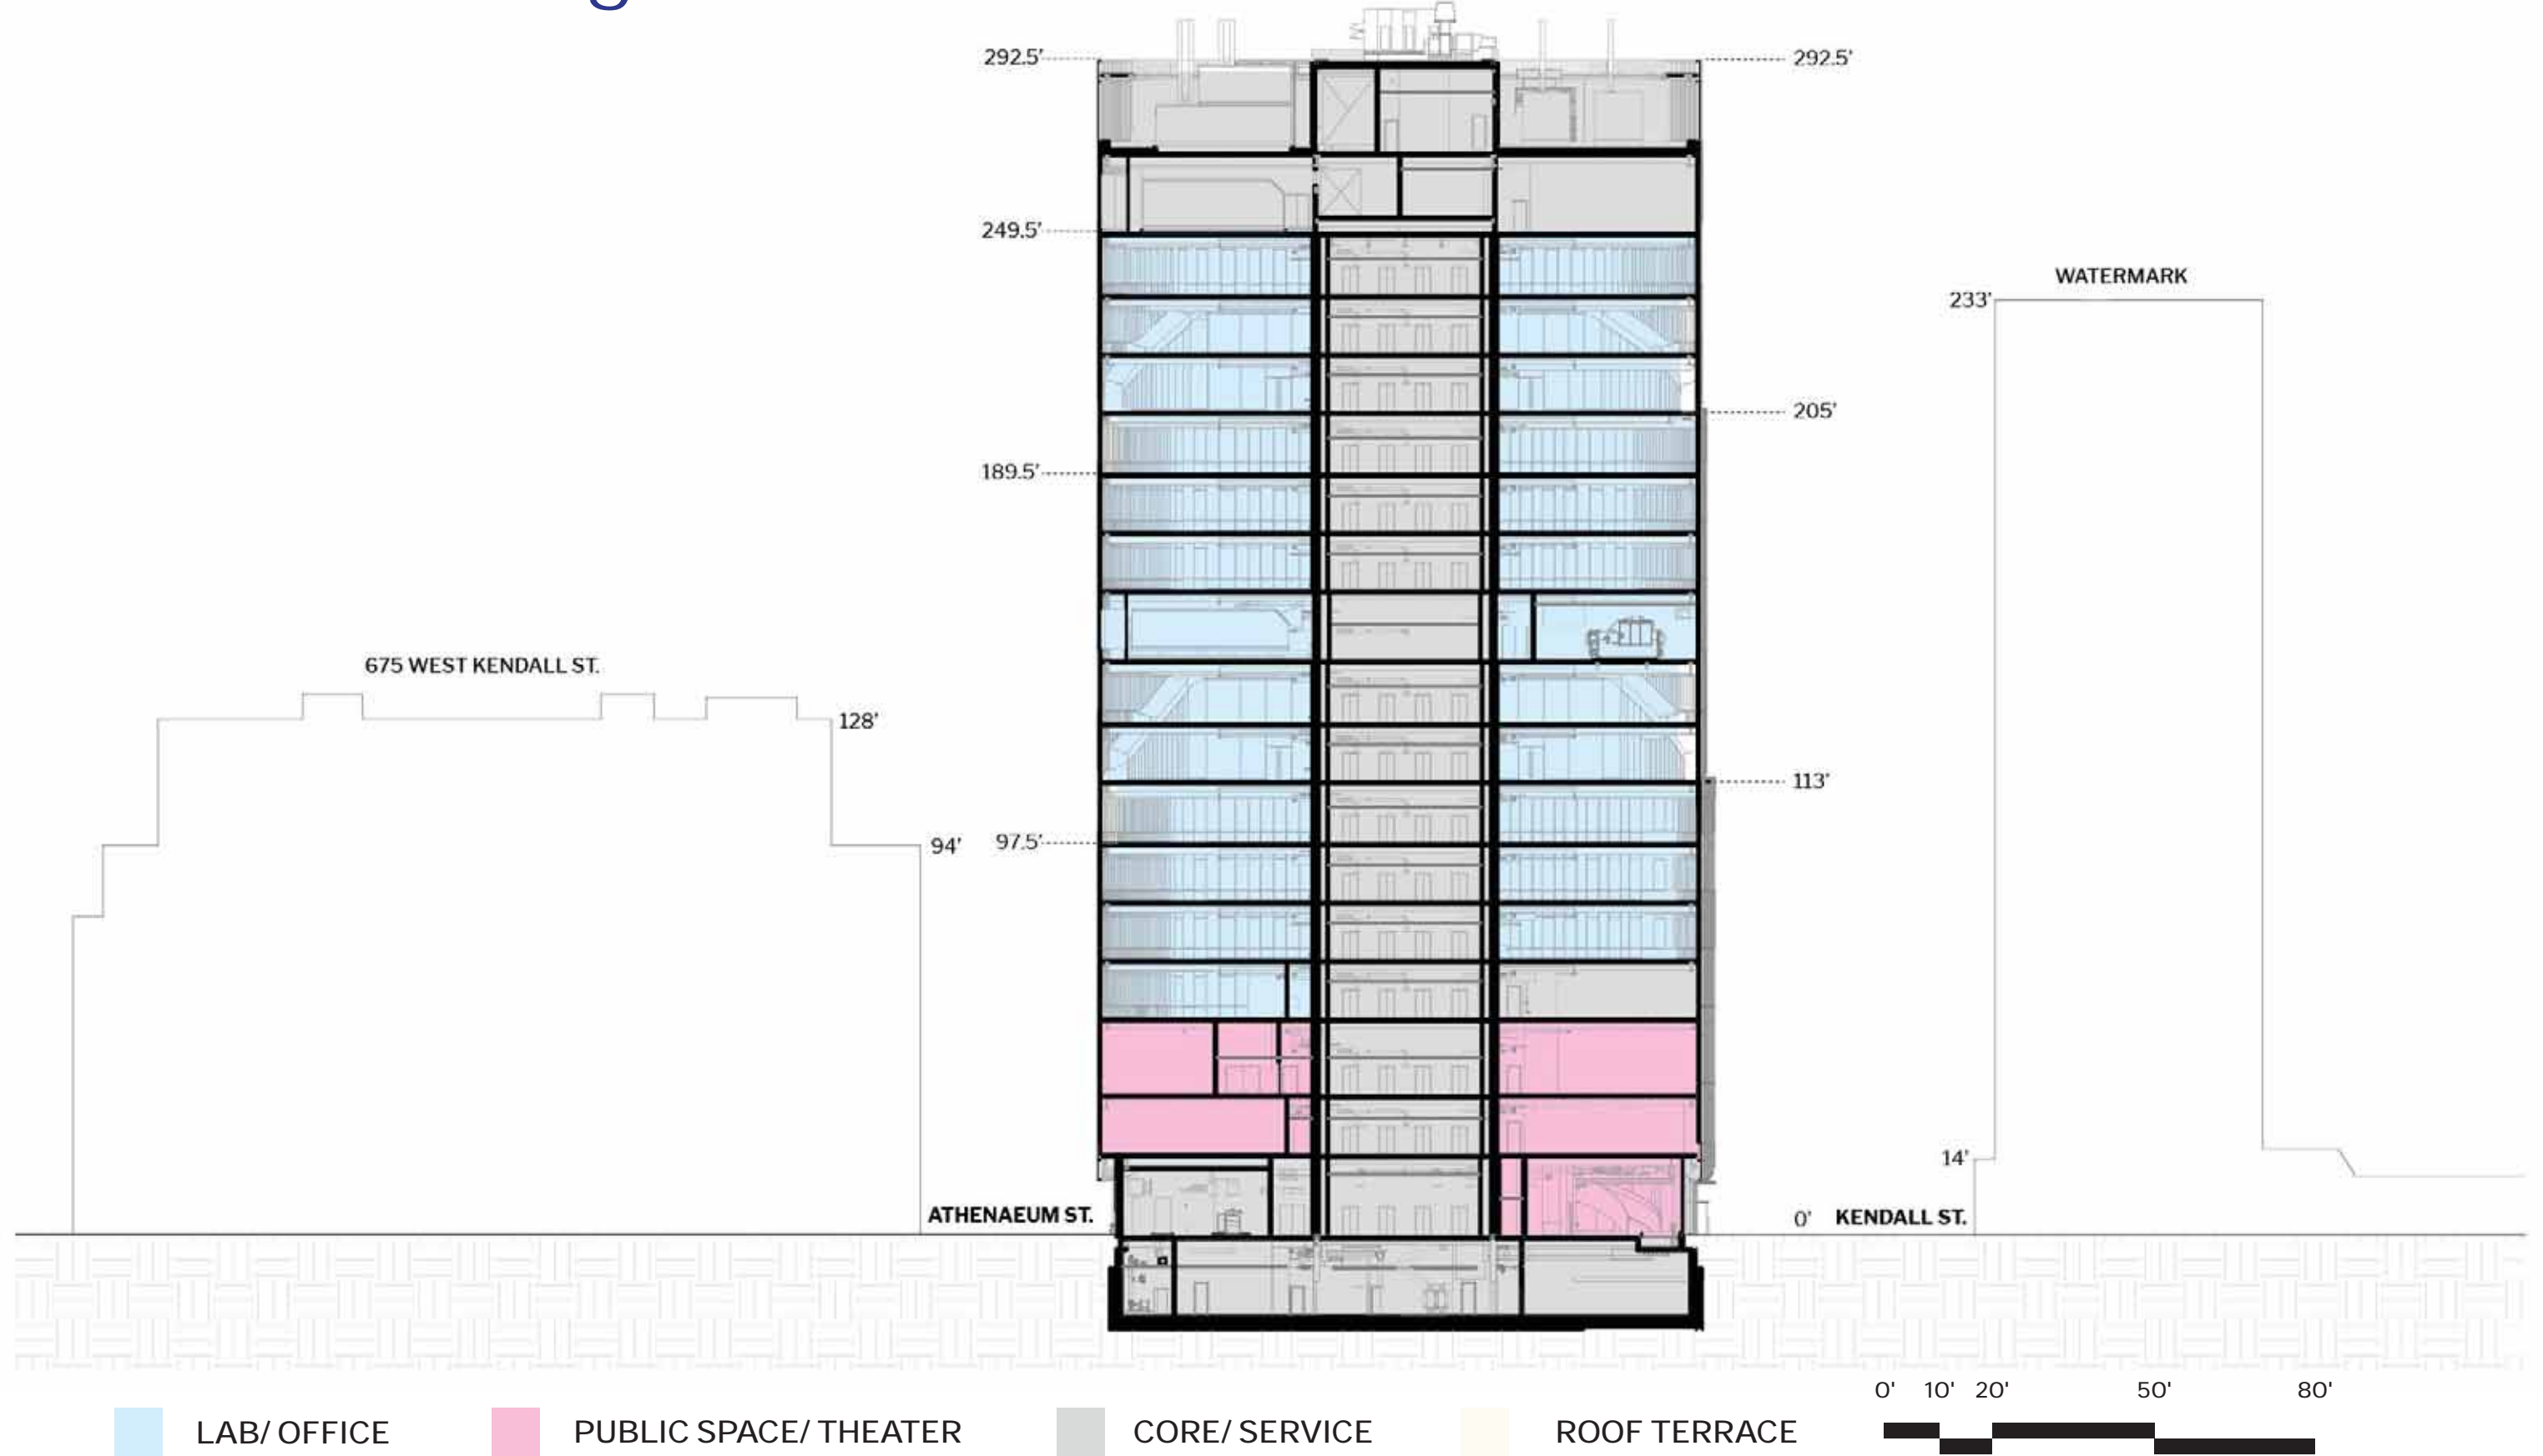 292.5'
292.5'
249.5'
WATERMARK
233'
205'
189.5'
675 WEST KENDALL ST.
128'
113'
94'
97.5'
14'
ATHENAEUM ST.
0'
KENDALL ST.
0' 10' 20' 50' 80'
LAB/ OFFICE
PUBLIC SPACE/ THEATER
CORE/ SERVICE
ROOF TERRACE